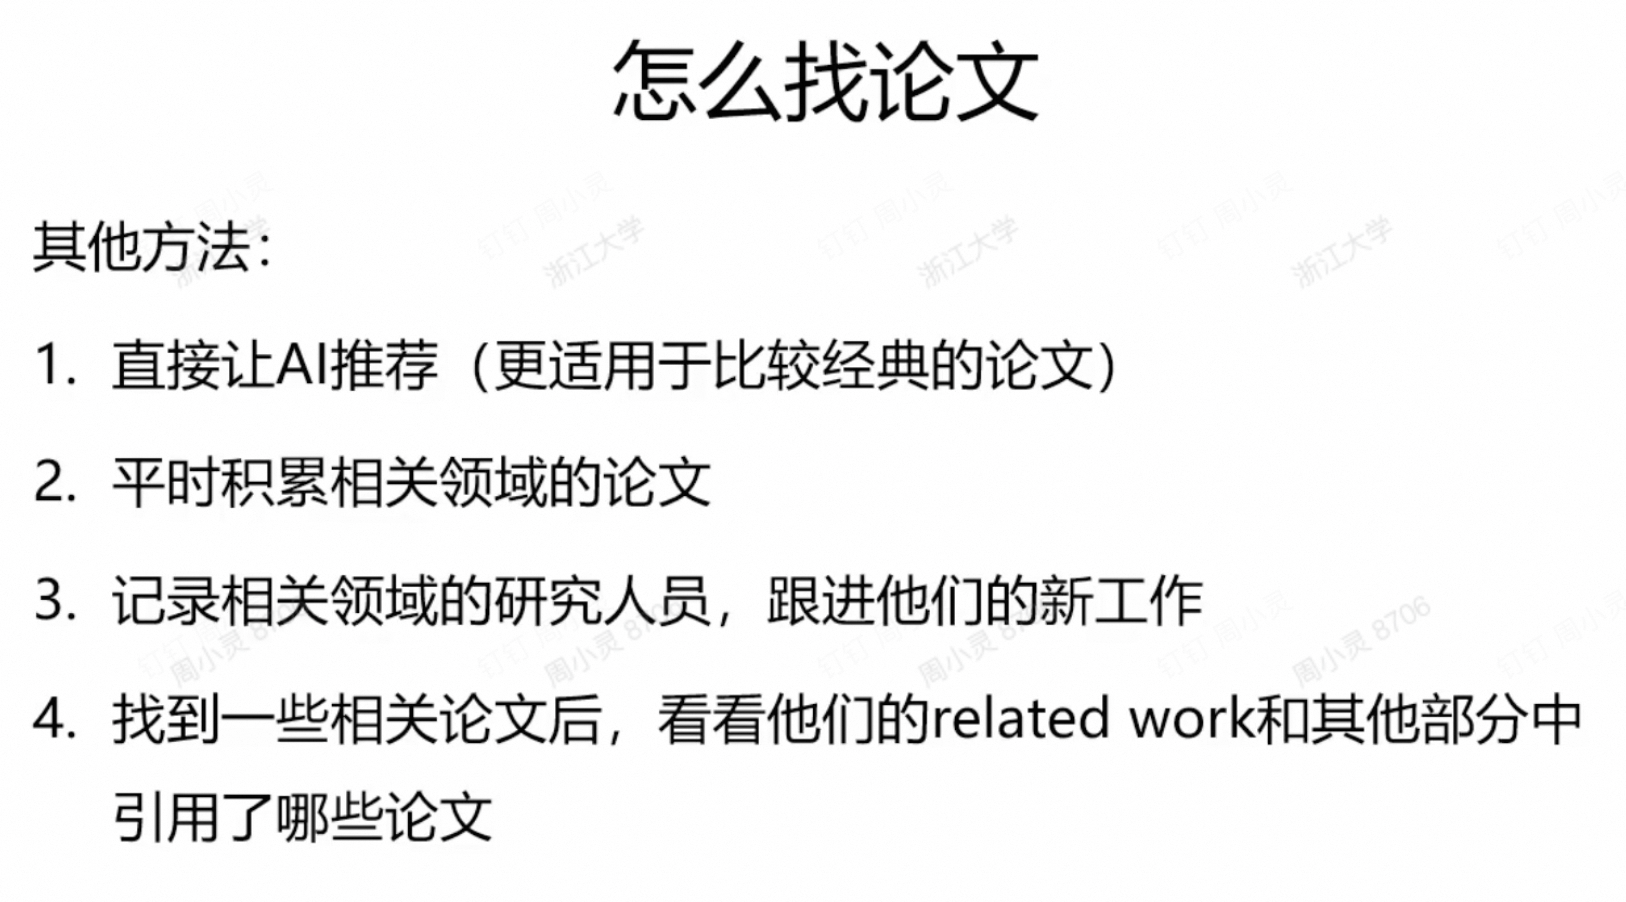 怎么找论文
其他方法：
1. 直接让AI推荐（更适用于比较经典的论文）
2. 平时积累相关领域的论文
3. 记录相关领域的研究人员，跟进他们的新工作
4. 找到一些相关论文后，看看他们的related work和其他部分中
引用了哪些论文
钉钉 周小灵
钉钉 周小灵
钉钉 周小灵
钉钉 周小灵
浙江大学
浙江大学
浙江大学
浙江大学
周小灵 8706
周小灵 8706
周小灵 8706
周小灵 8706
钉钉 周小灵